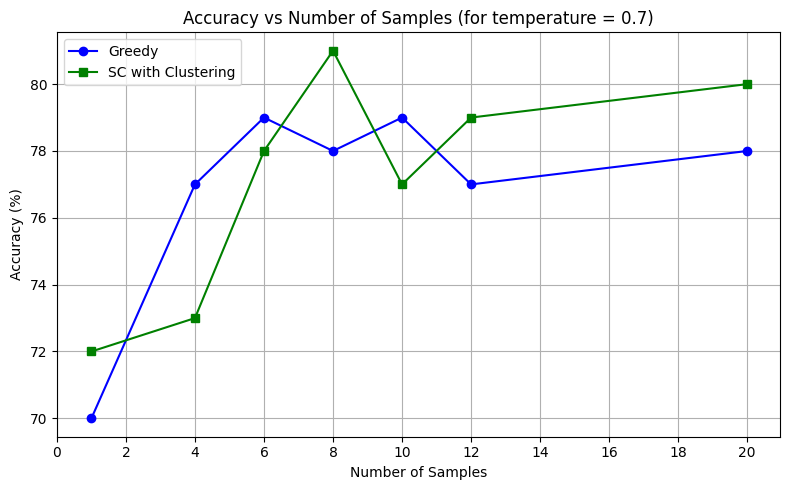 Accuracy vs Number of Samples (for temperature = 0.7)
Greedy
SC with Clustering
Accuracy (%)
80
78
76
74
72
70
0 2 4 6 8 10 12 14 16 18 20
Number of Samples